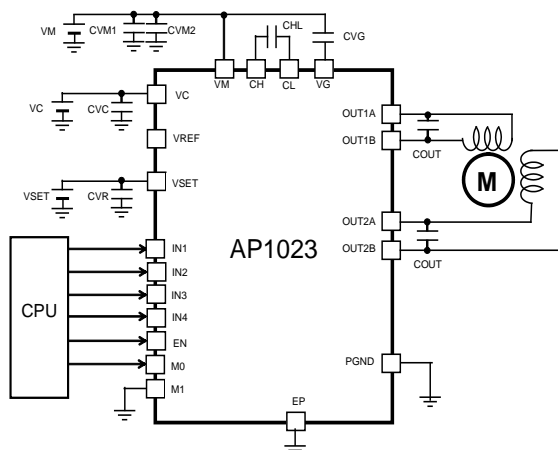 VM CVM1 CVM2 CHL CVG
VM CH CL VG
VC
VC CVC
VREF
VSET
VSET CVR
OUT1A
OUT1B
COUT
M
OUT2A
OUT2B
COUT
AP1023
CPU
IN1
IN2
IN3
IN4
EN
M0
M1
PGND
EP